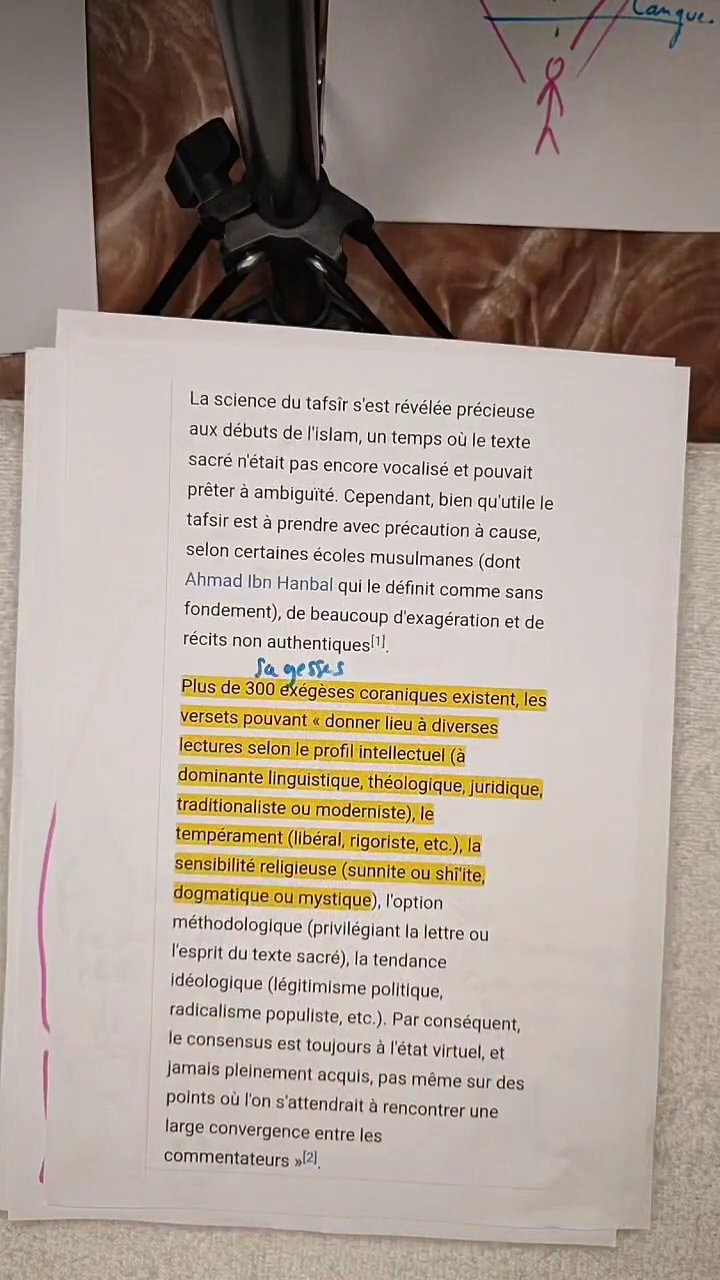 Langue.
La science du tafsîr s'est révélée précieuse
aux débuts de l'islam, un temps où le texte
sacré n'était pas encore vocalisé et pouvait
prêter à ambiguïté. Cependant, bien qu'utile le
tafsir est à prendre avec précaution à cause,
selon certaines écoles musulmanes (dont
Ahmad Ibn Hanbal qui le définit comme sans
fondement), de beaucoup d'exagération et de
récits non authentiques[1].
sagesses
Plus de 300 exégèses coraniques existent, les
versets pouvant « donner lieu à diverses
lectures selon le profil intellectuel (à
dominante linguistique, théologique, juridique,
traditionaliste ou moderniste), le
tempérament (libéral, rigoriste, etc.), la
sensibilité religieuse (sunnite ou shî'ite,
dogmatique ou mystique), l'option
méthodologique (privilégiant la lettre ou
l'esprit du texte sacré), la tendance
idéologique (légitimisme politique,
radicalisme populiste, etc.). Par conséquent,
le consensus est toujours à l'état virtuel, et
jamais pleinement acquis, pas même sur des
points où l'on s'attendrait à rencontrer une
large convergence entre les
commentateurs »[2].